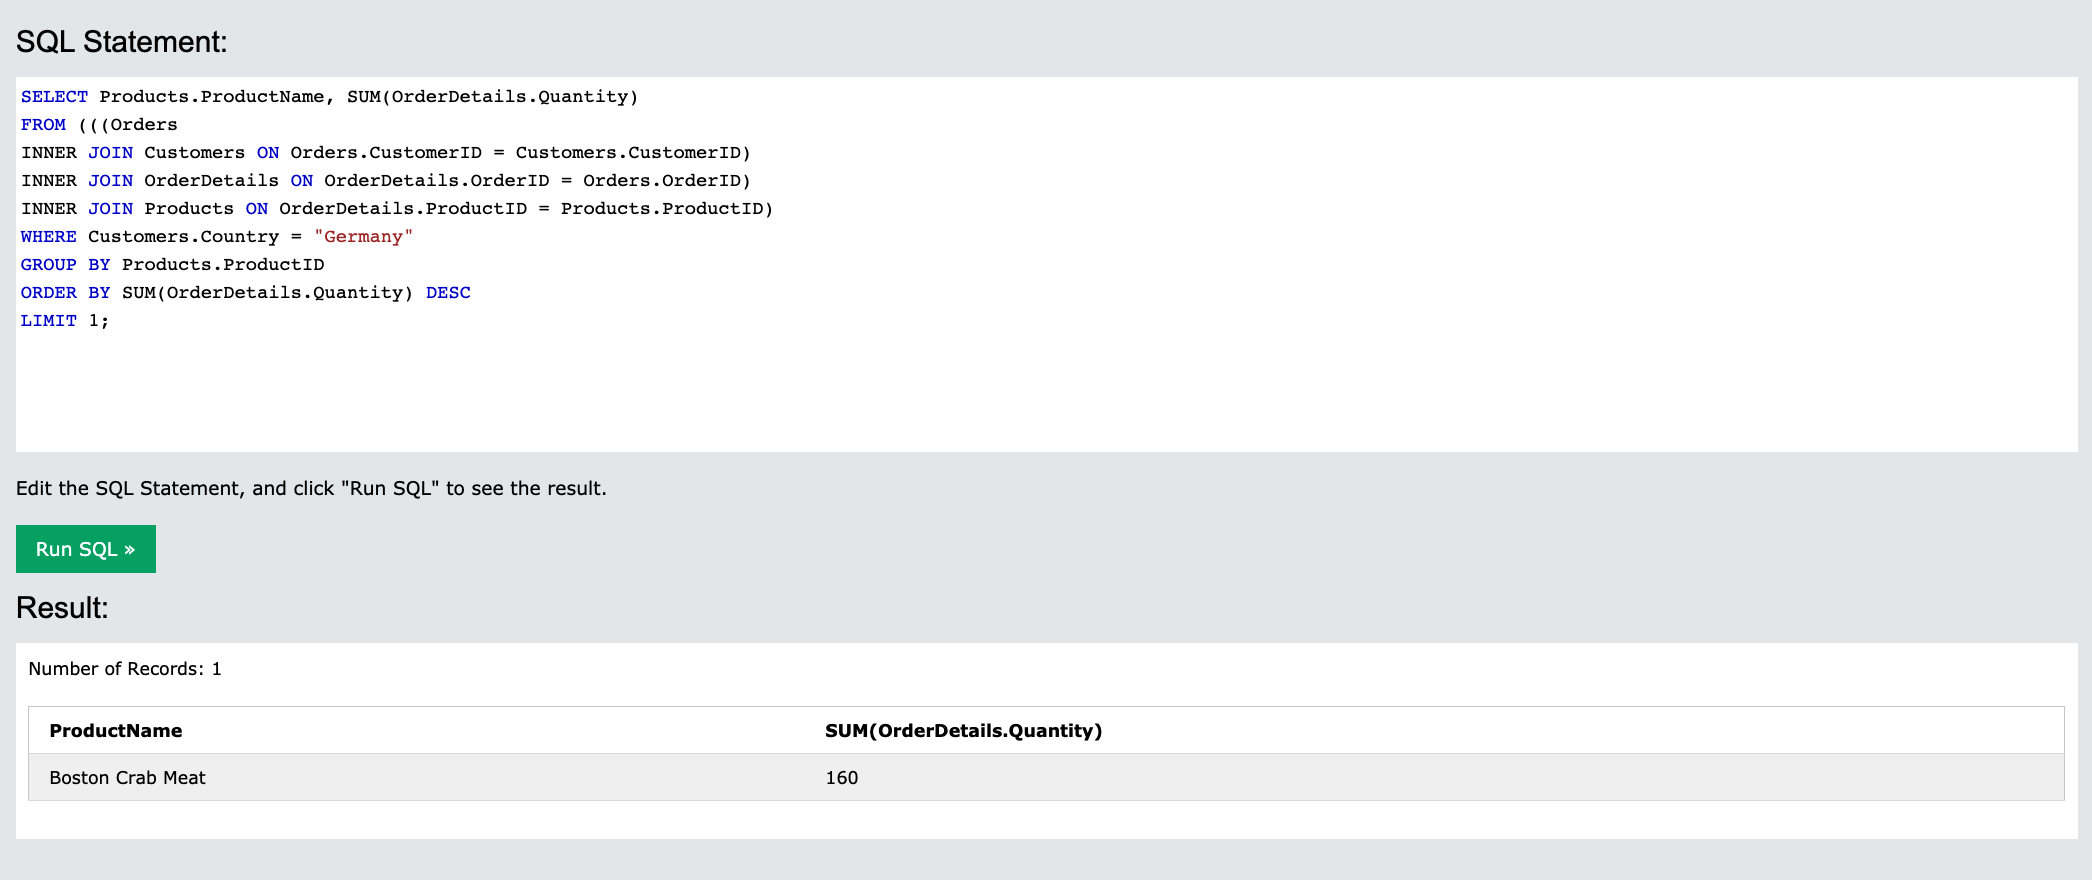 SQL Statement:
SELECT Products.ProductName, SUM(OrderDetails.Quantity)
FROM (((Orders
INNER JOIN Customers ON Orders.CustomerID = Customers.CustomerID)
INNER JOIN OrderDetails ON OrderDetails.OrderID = Orders.OrderID)
INNER JOIN Products ON OrderDetails.ProductID = Products.ProductID)
WHERE Customers.Country = "Germany"
GROUP BY Products.ProductID
ORDER BY SUM(OrderDetails.Quantity) DESC
LIMIT 1;
Edit the SQL Statement, and click "Run SQL" to see the result.
Run SQL »
Result:
Number of Records: 1
ProductName SUM(OrderDetails.Quantity)
Boston Crab Meat 160